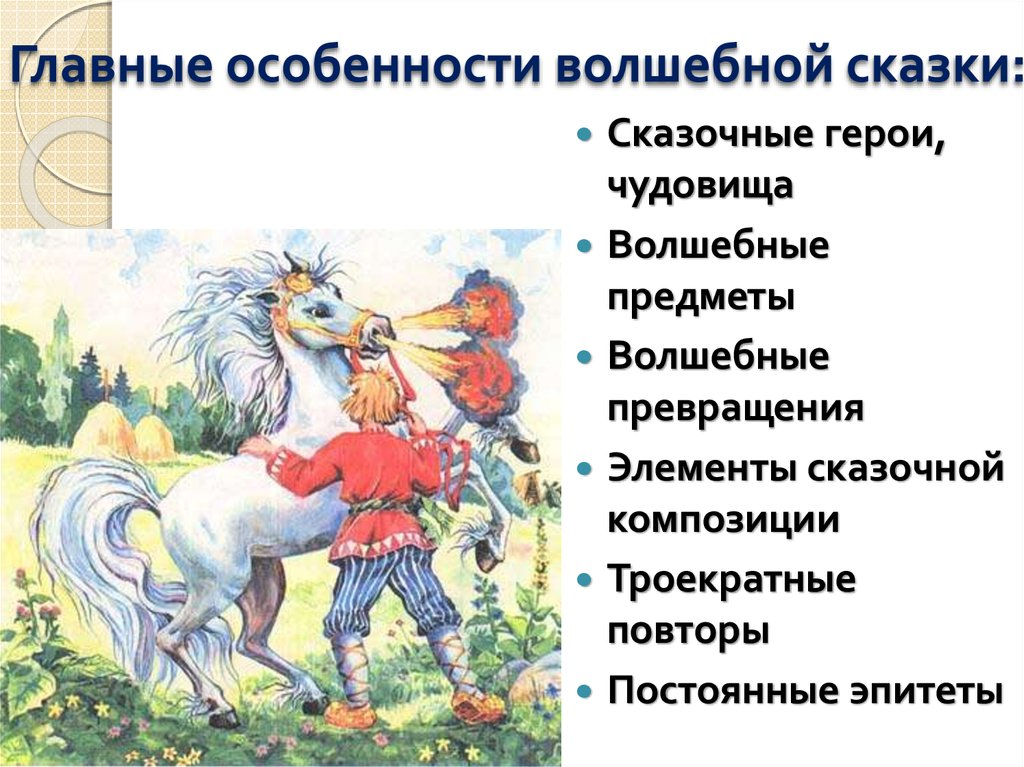 Главные особенности волшебной сказки:
• Сказочные герои,
чудовища
• Волшебные
предметы
• Волшебные
превращения
• Элементы сказочной
композиции
• Троекратные
повторы
• Постоянные эпитеты